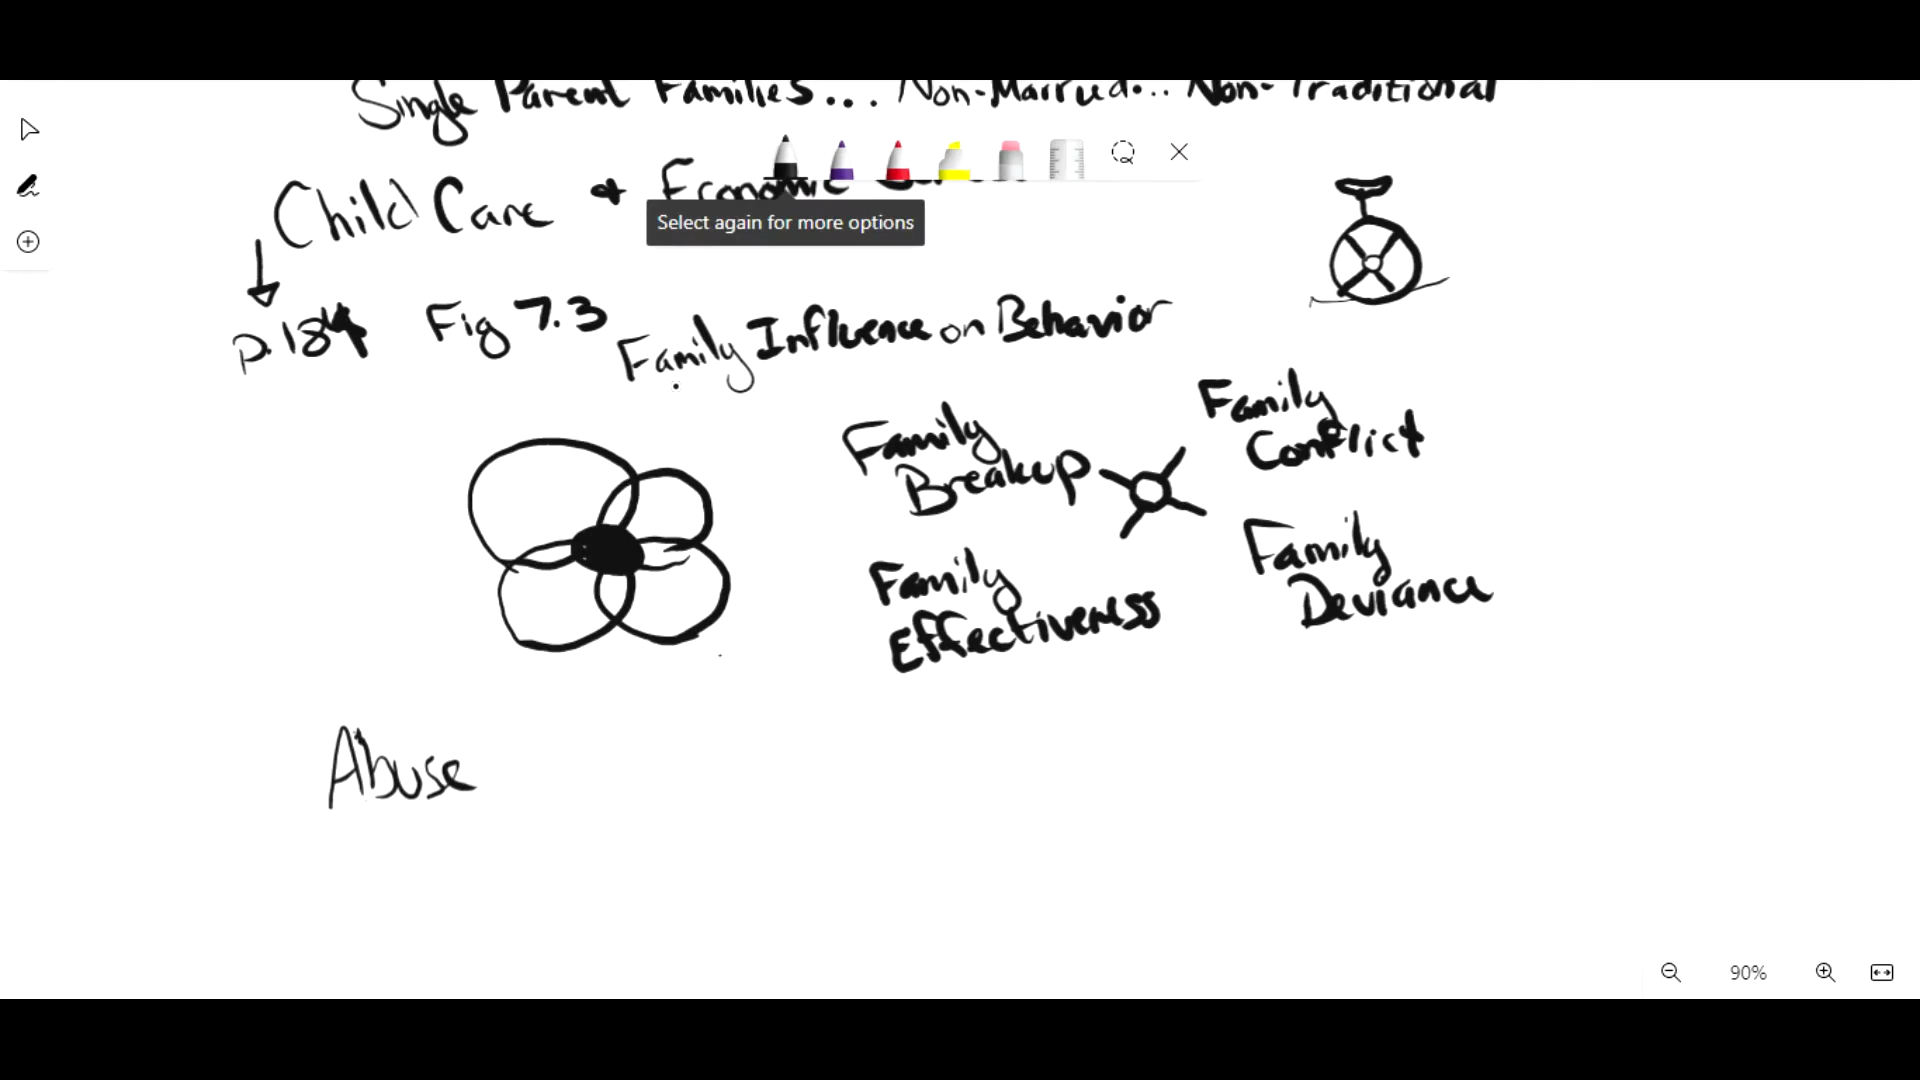 Single Parent Families... Non-Married... Non-Traditional
Child Care & Economic
Select again for more options
p. 184 Fig 7.3
Family Influence on Behavior
Family
Breakup
Family
Conflict
Family
Effectiveness
Family
Deviance
Abuse
90%